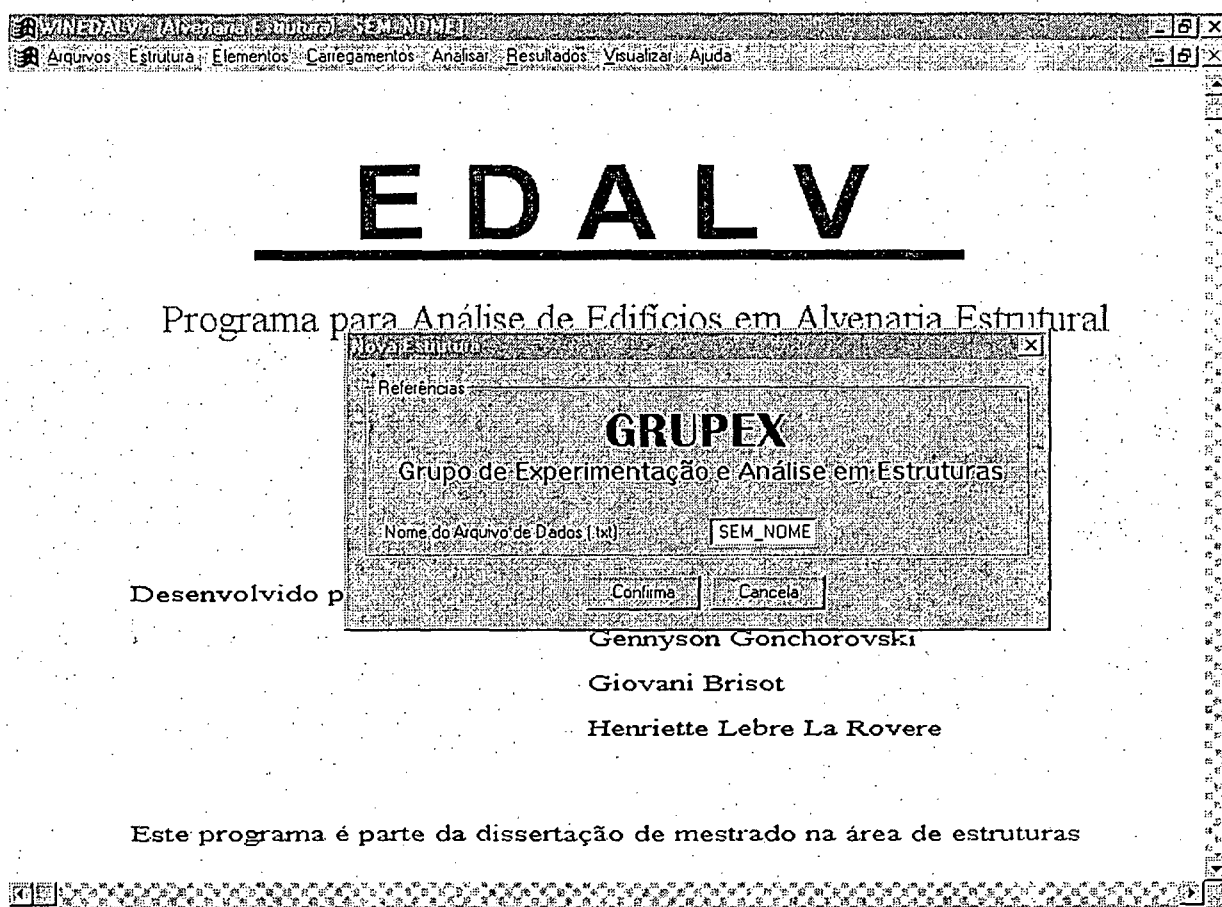 WINEDALV - [Alvenaria Estrutural - SEM_NOME]
Arquivos Estrutura Elementos Carregamentos Analisar Resultados Visualizar Ajuda
E D A L V
Programa para Análise de Edifícios em Alvenaria Estrutural
Nova Estrutura
Referências
GRUPEX
Grupo de Experimentação e Análise em Estruturas
Nome do Arquivo de Dados (.txt) SEM_NOME
Confirma Cancela
Desenvolvido p
Gennyson Gonchorovski
Giovani Brisot
Henriette Lebre La Rovere
Este programa é parte da dissertação de mestrado na área de estruturas